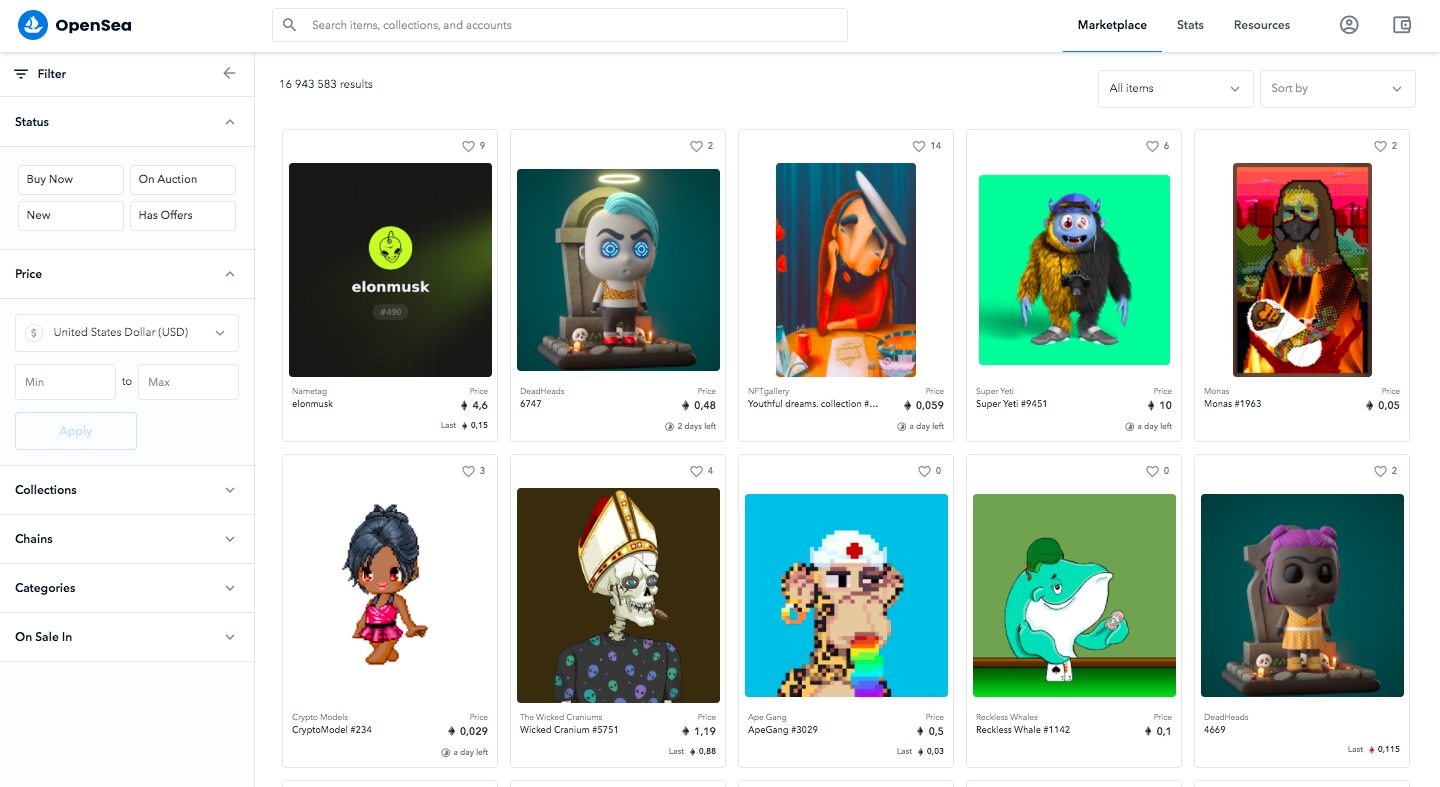 OpenSea
Search items, collections, and accounts
Marketplace
Stats
Resources
Filter
16 943 583 results
All items
Sort by
Status
Buy Now
On Auction
New
Has Offers
Price
$ United States Dollar (USD)
Min
to
Max
Apply
Collections
Chains
Categories
On Sale In
9
elonmusk
#490
Nametag
Price
elonmusk
4,6
Last 0,15
2
DeadHeads
Price
6747
0,48
2 days left
14
NFTgallery
Price
Youthful dreams. collection #...
0,059
a day left
6
Super Yeti
Price
Super Yeti #9451
10
a day left
2
Monas
Price
Monas #1963
0,05
3
Crypto Models
Price
CryptoModel #234
0,029
a day left
4
The Wicked Craniums
Price
Wicked Cranium #5751
1,19
Last 0,88
0
Ape Gang
Price
ApeGang #3029
0,5
Last 0,03
0
Reckless Whales
Price
Reckless Whale #1142
0,1
2
DeadHeads
4669
Last 0,115